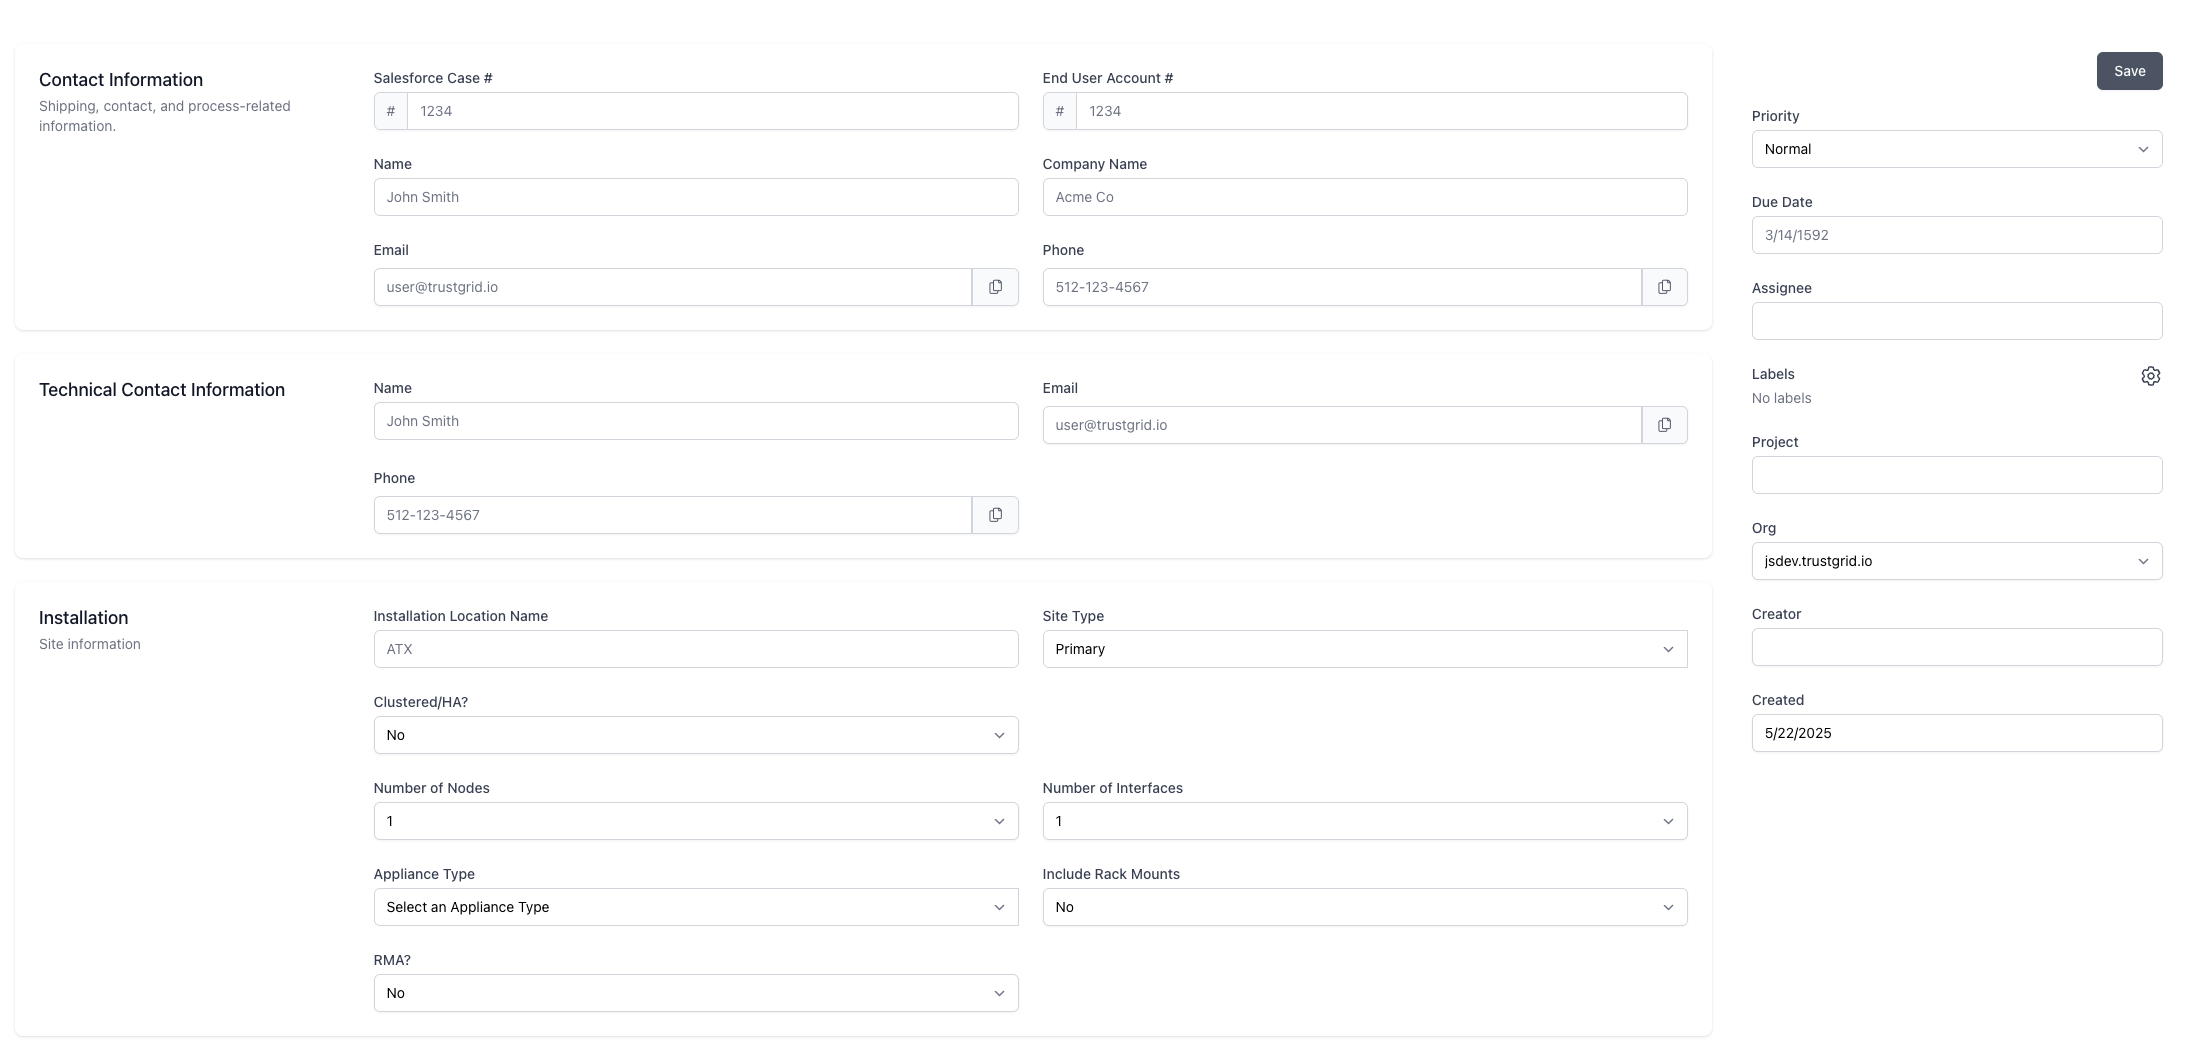 Contact Information
Shipping, contact, and process-related
information.
Salesforce Case #
# 1234
End User Account #
# 1234
Name
John Smith
Company Name
Acme Co
Email
user@trustgrid.io
Phone
512-123-4567
Technical Contact Information
Name
John Smith
Email
user@trustgrid.io
Phone
512-123-4567
Installation
Site information
Installation Location Name
ATX
Site Type
Primary
Clustered/HA?
No
Number of Nodes
1
Number of Interfaces
1
Appliance Type
Select an Appliance Type
Include Rack Mounts
No
RMA?
No
Save
Priority
Normal
Due Date
3/14/1592
Assignee
Labels
No labels
Project
Org
jsdev.trustgrid.io
Creator
Created
5/22/2025